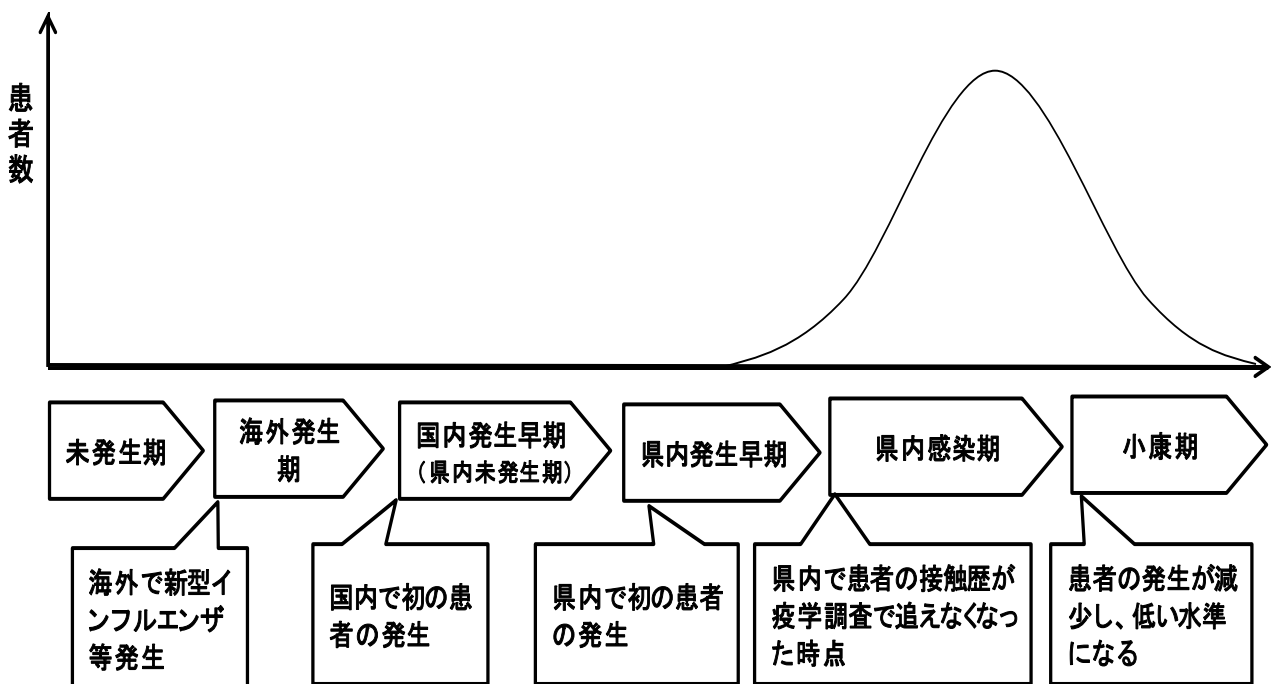 患者数
未発生期
海外発生
期
国内発生早期
（県内未発生期）
県内発生早期
県内感染期
小康期
海外で新型イ
ンフルエンザ
等発生
国内で初の患
者の発生
県内で初の患者
の発生
県内で患者の接触歴が
疫学調査で追えなくなっ
た時点
患者の発生が減
少し、低い水準
になる